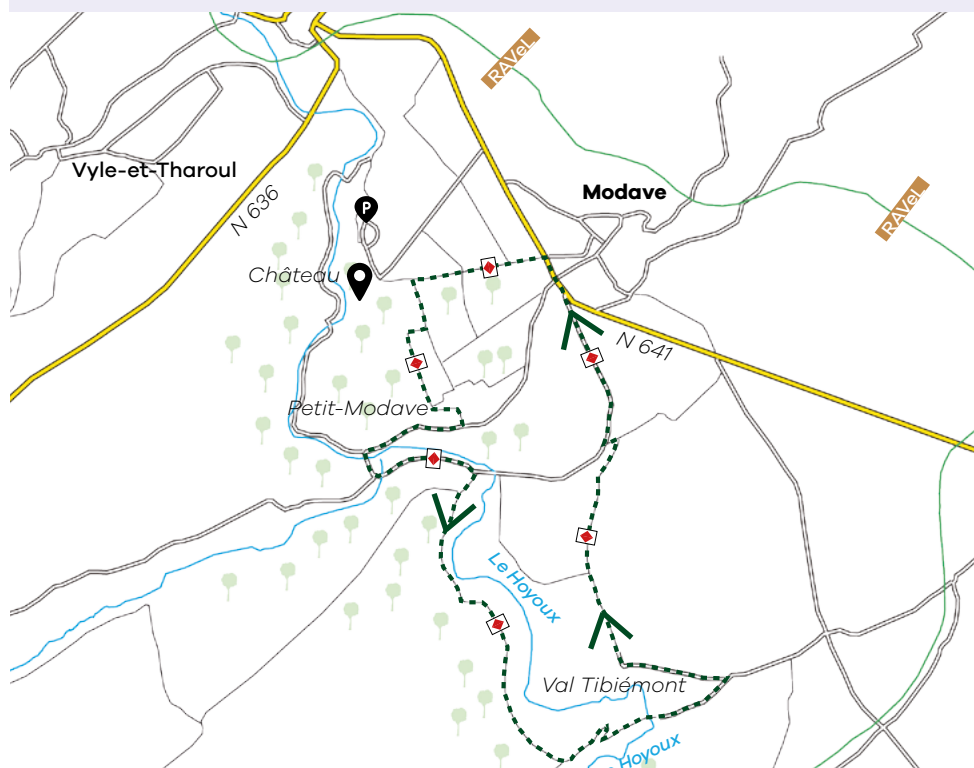 RAVeL
Vyle-et-Tharoul
Modave
N 636
P
RAVeL
Château
N 641
Petit-Modave
Le Hoyoux
Val Tibiémont
Hoyoux